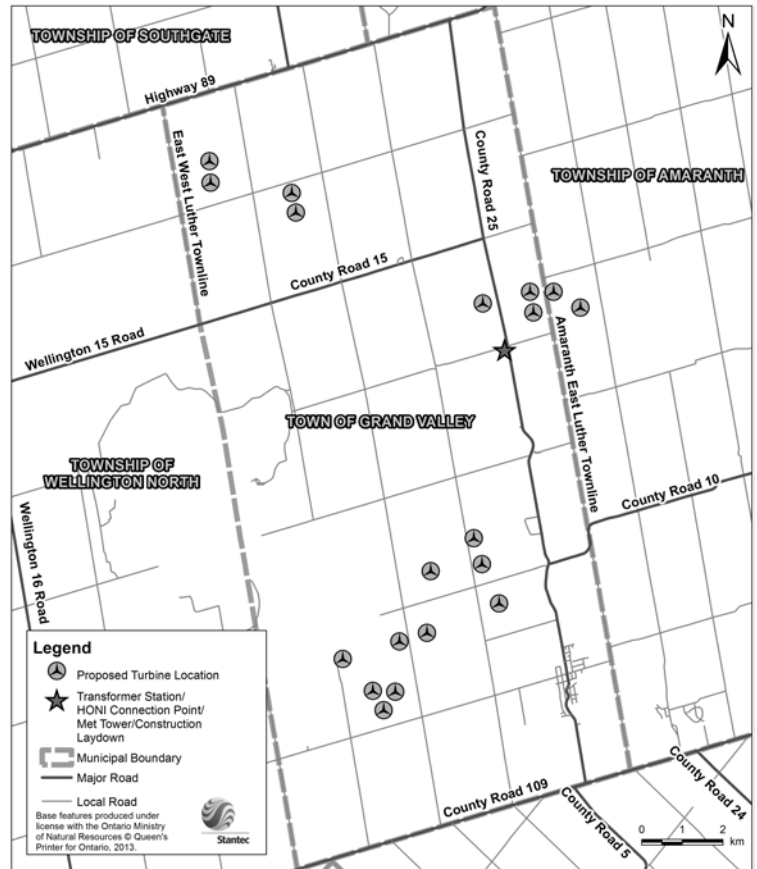 TOWNSHIP OF SOUTHGATE
N
Highway 89
East West Luther Townline
County Road 25
TOWNSHIP OF AMARANTH
County Road 15
Wellington 15 Road
Amaranth East Luther Townline
TOWN OF GRAND VALLEY
TOWNSHIP OF
WELLINGTON NORTH
County Road 10
Wellington 16 Road
Legend
Proposed Turbine Location
Transformer Station/
HONI Connection Point/
Met Tower/Construction
Laydown
Municipal Boundary
Major Road
Local Road
Base features produced under
license with the Ontario Ministry
of Natural Resources © Queen's
Printer for Ontario, 2013.
Stantec
County Road 109
County Road 24
County Road 5
0 1 2
km